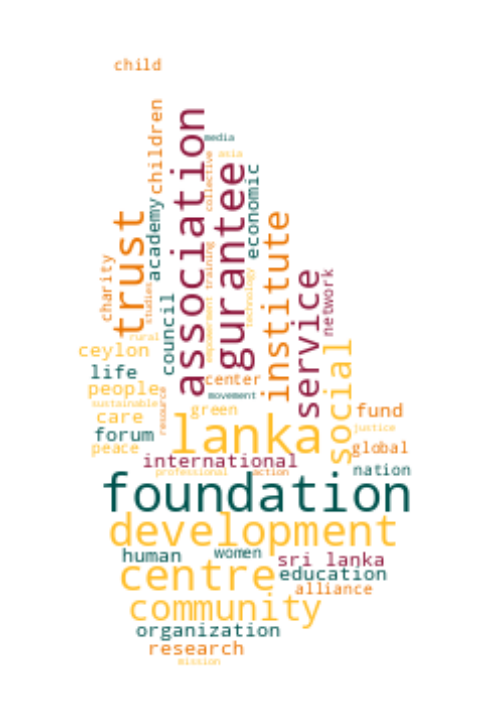 child
children
association
media
asia
collective
gurantee
economic
academy
trust
institute
charity
studies
training
empowerment
technology
service
network
council
rural
ceylon
social
life
center
people
movement
sustainable
resource
green
care
lanka
fund
justice
forum
peace
global
international
nation
professional
action
foundation
development
human
women
sri lanka
centre
education
alliance
community
organization
research
mission